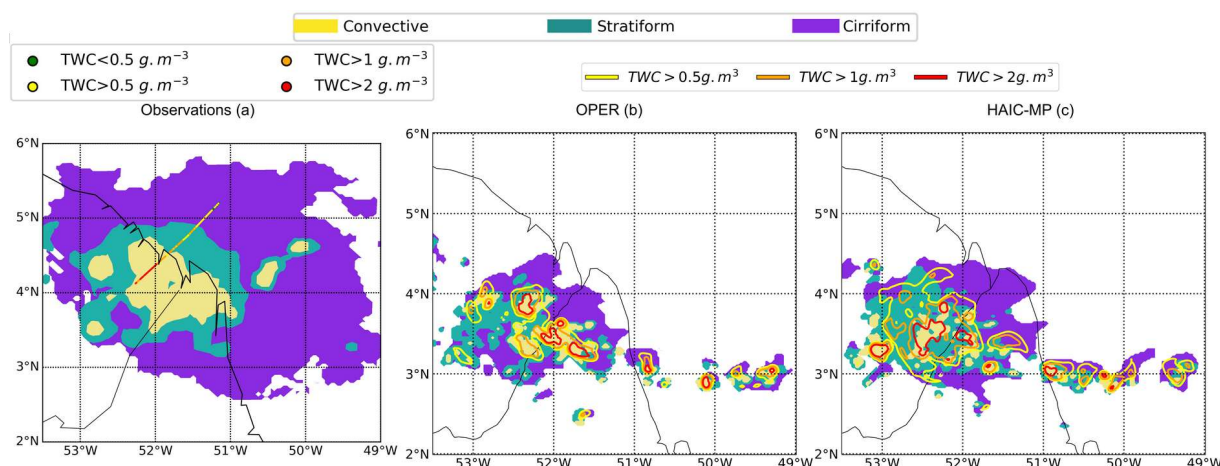 Convective Stratiform Cirriform
TWC<0.5 g.m⁻³ TWC>1 g.m⁻³
TWC>0.5 g.m⁻³ TWC>2 g.m⁻³
TWC > 0.5g.m³ TWC > 1g.m³ TWC > 2g.m³
Observations (a) OPER (b) HAIC-MP (c)
6°N 6°N 6°N
5°N 5°N 5°N
4°N 4°N 4°N
3°N 3°N 3°N
2°N 2°N 2°N
53°W 52°W 51°W 50°W 49°W 53°W 52°W 51°W 50°W 49°W 53°W 52°W 51°W 50°W 49°W